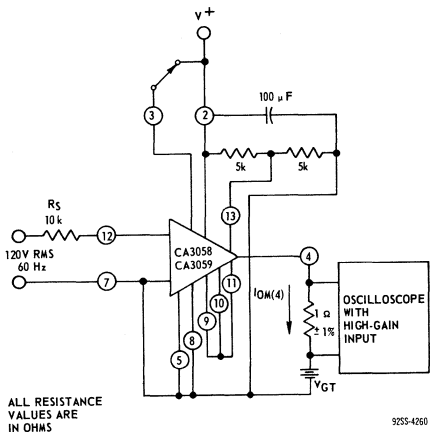 V+
100 μF
3
2
5k
5k
RS
10k
13
12
120V RMS
60 Hz
CA3058
CA3059
4
7
11
10
9
8
5
IOM(4)
1 Ω
± 1%
OSCILLOSCOPE
WITH
HIGH-GAIN
INPUT
VGT
ALL RESISTANCE
VALUES ARE
IN OHMS
92SS-4260